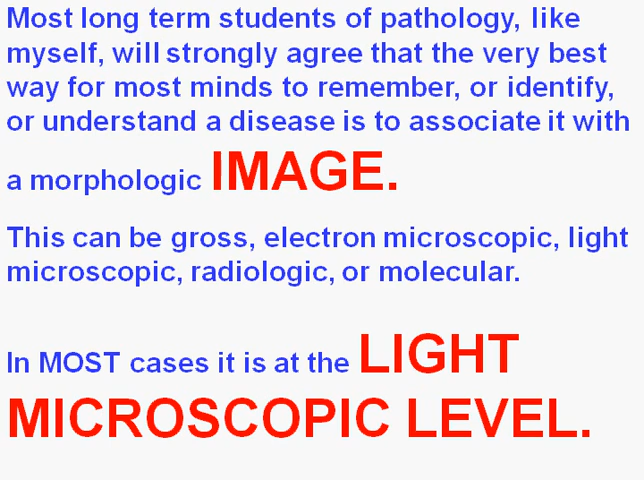 Most long term students of pathology, like
myself, will strongly agree that the very best
way for most minds to remember, or identify,
or understand a disease is to associate it with
a morphologic IMAGE.
This can be gross, electron microscopic, light
microscopic, radiologic, or molecular.
In MOST cases it is at the LIGHT
MICROSCOPIC LEVEL.